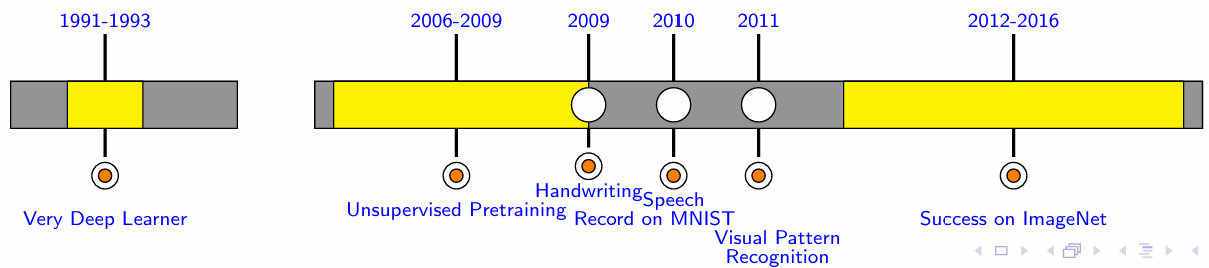 1991-1993
2006-2009
2009
2010
2011
2012-2016
Very Deep Learner
Unsupervised Pretraining
Handwriting
Speech
Record on MNIST
Visual Pattern
Recognition
Success on ImageNet